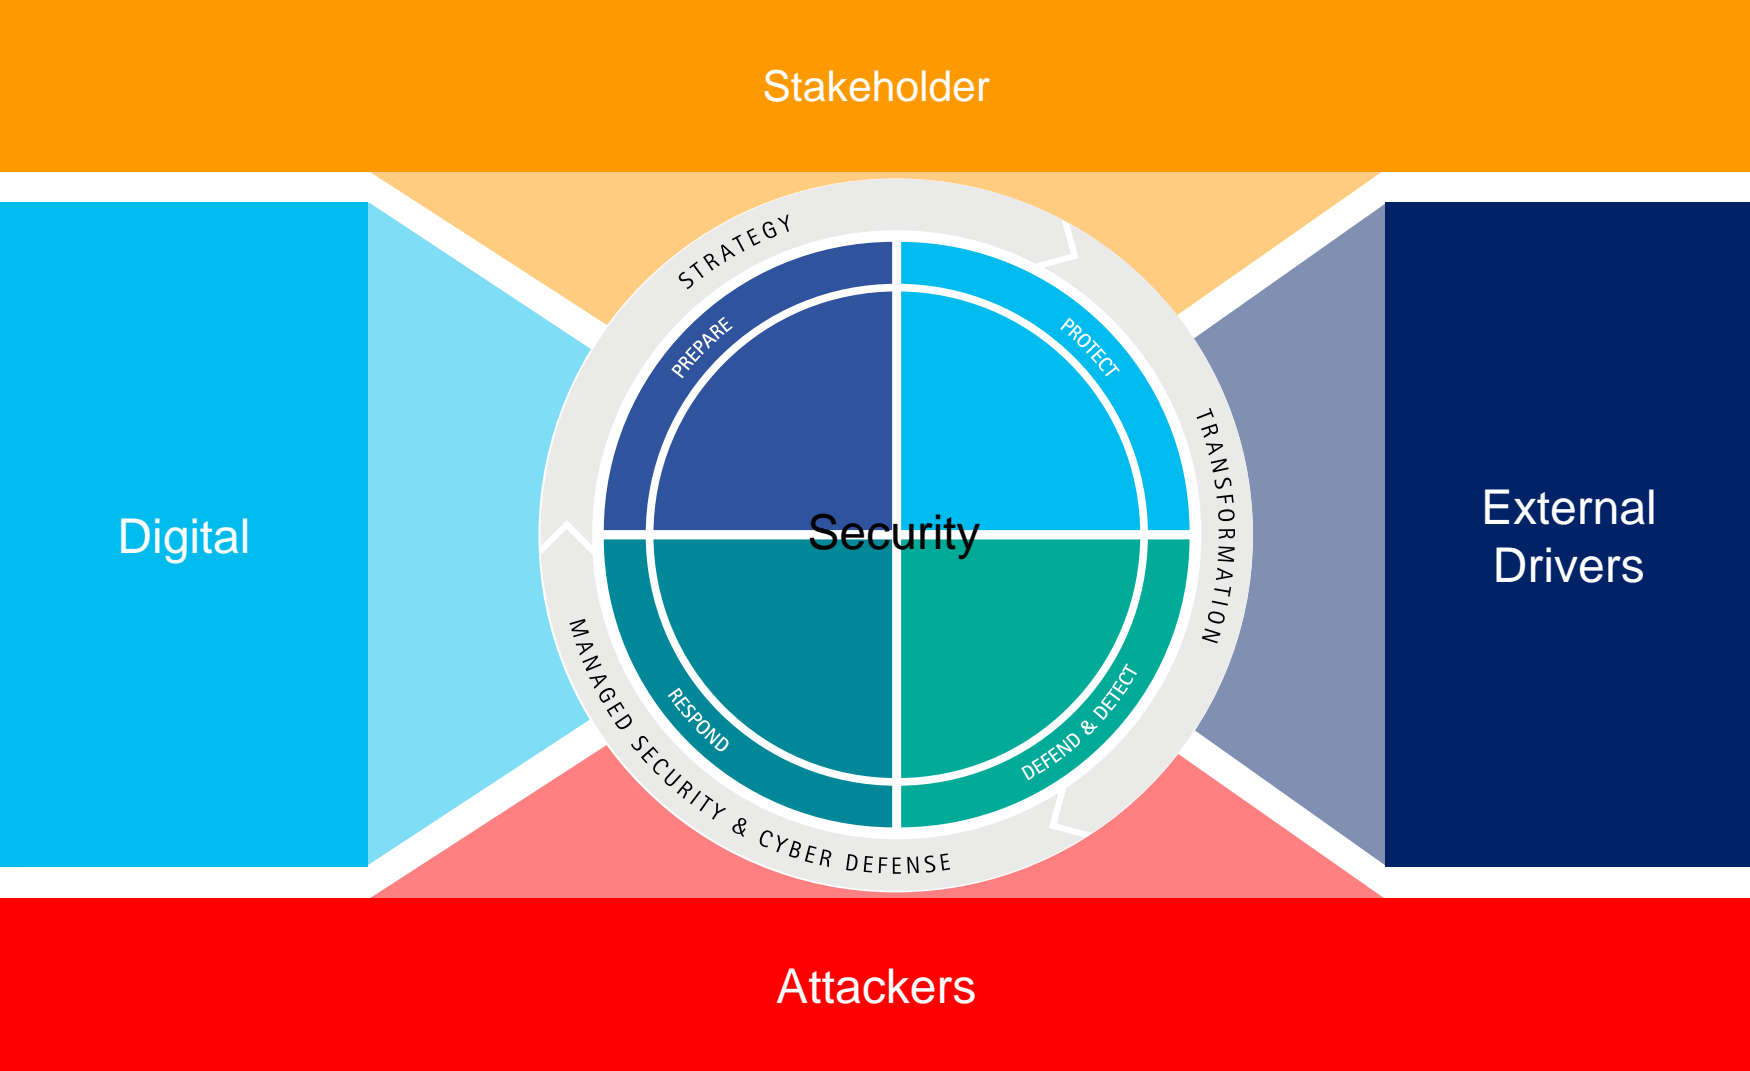 Stakeholder
STRATEGY
PREPARE
PROTECT
TRANSFORMATION
Digital
Security
External
Drivers
RESPOND
DEFEND & DETECT
MANAGED SECURITY & CYBER DEFENSE
Attackers